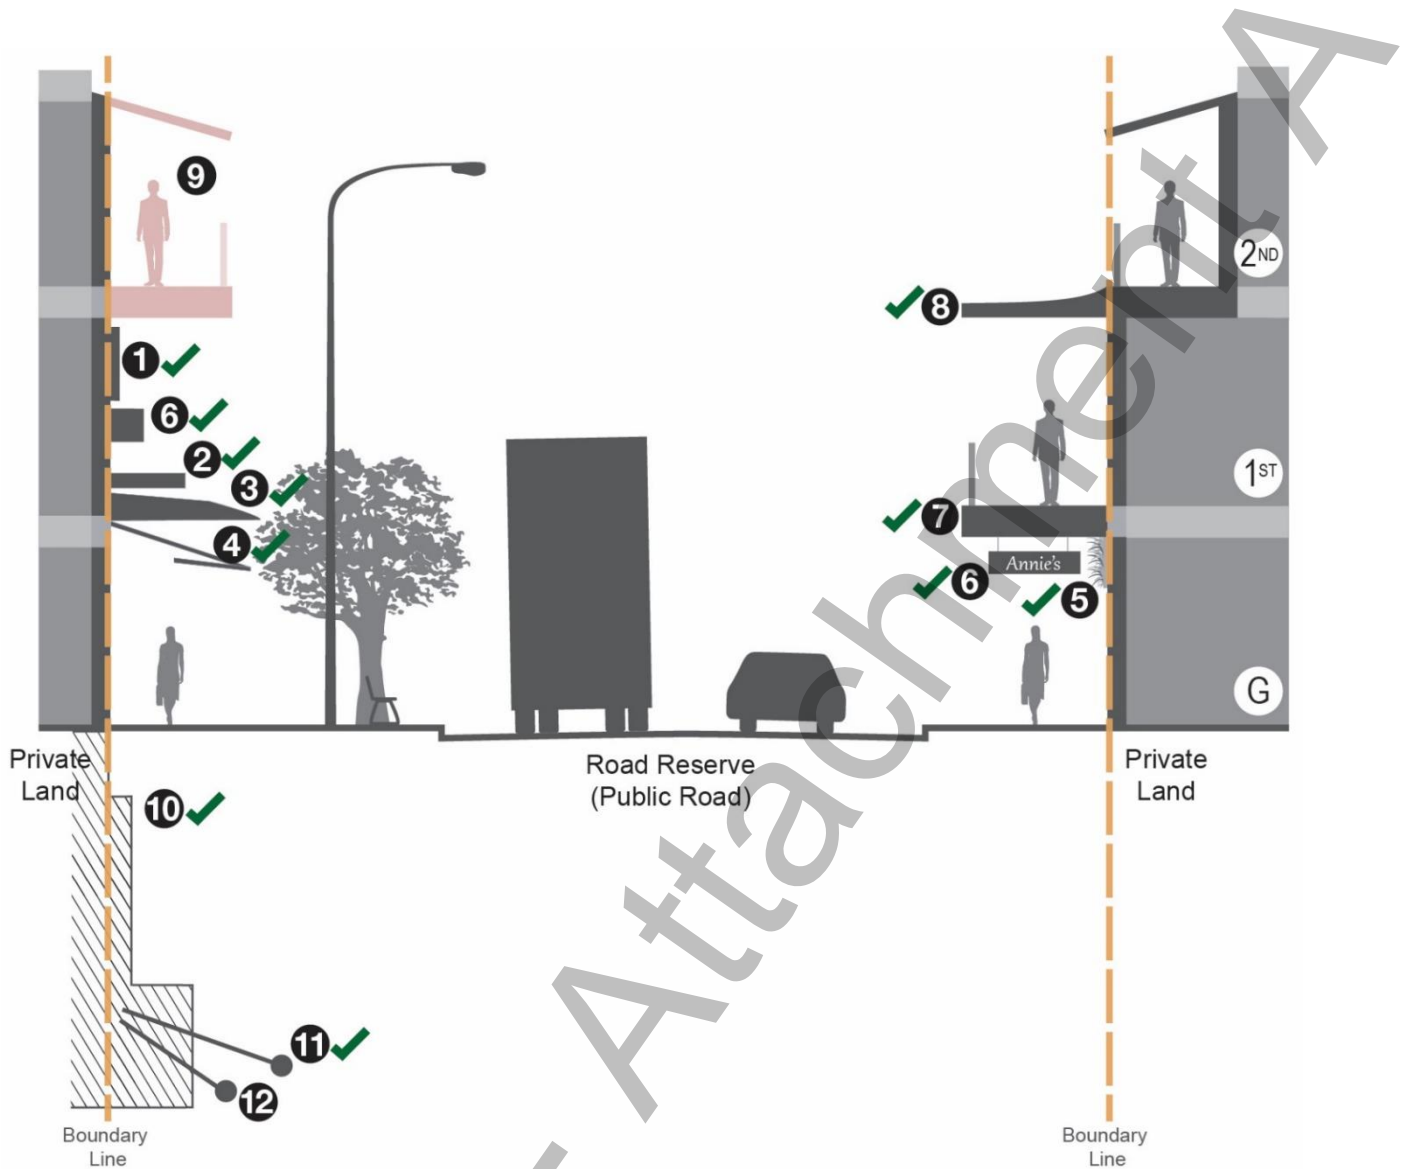 9
2ND
8
1
6
2
3
4
1ST
7
Annie's
6
5
G
Private
Land
Road Reserve
(Public Road)
Private
Land
10
11
12
Boundary
Line
Boundary
Line
Attachment A